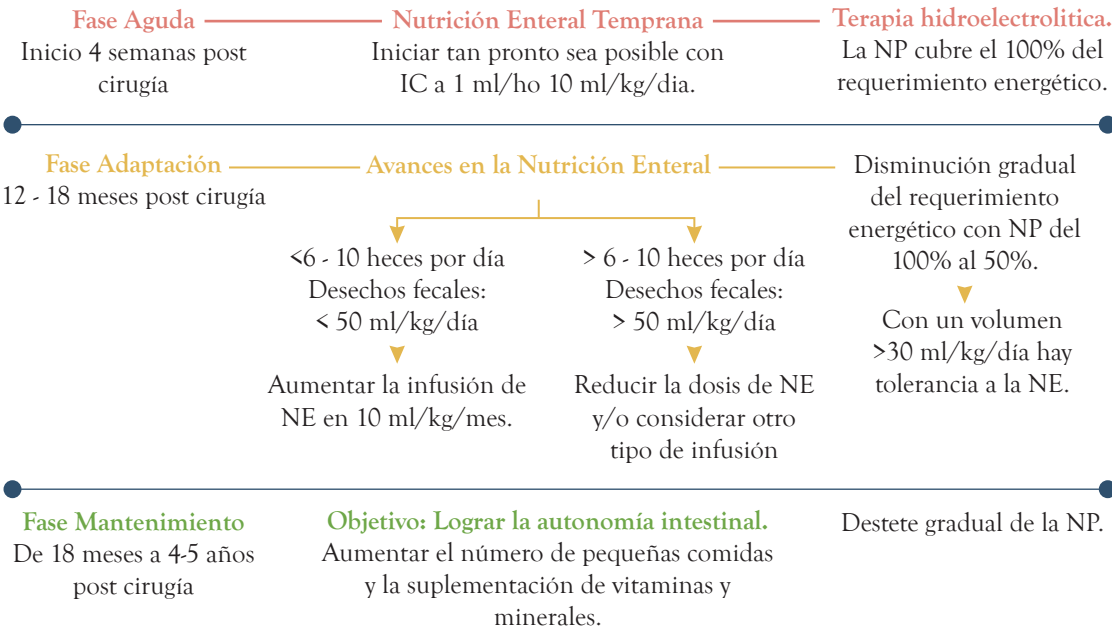 Fase Aguda
Inicio 4 semanas post
cirugía
Nutrición Enteral Temprana
Iniciar tan pronto sea posible con
IC a 1 ml/ho 10 ml/kg/dia.
Terapia hidroelectrolitica.
La NP cubre el 100% del
requerimiento energético.
Fase Adaptación
12 - 18 meses post cirugía
Avances en la Nutrición Enteral
<6 - 10 heces por día
Desechos fecales:
< 50 ml/kg/día
Aumentar la infusión de
NE en 10 ml/kg/mes.
> 6 - 10 heces por día
Desechos fecales:
> 50 ml/kg/día
Reducir la dosis de NE
y/o considerar otro
tipo de infusión
Disminución gradual
del requerimiento
energético con NP del
100% al 50%.
Con un volumen
>30 ml/kg/día hay
tolerancia a la NE.
Fase Mantenimiento
De 18 meses a 4-5 años
post cirugía
Objetivo: Lograr la autonomía intestinal.
Aumentar el número de pequeñas comidas
y la suplementación de vitaminas y
minerales.
Destete gradual de la NP.